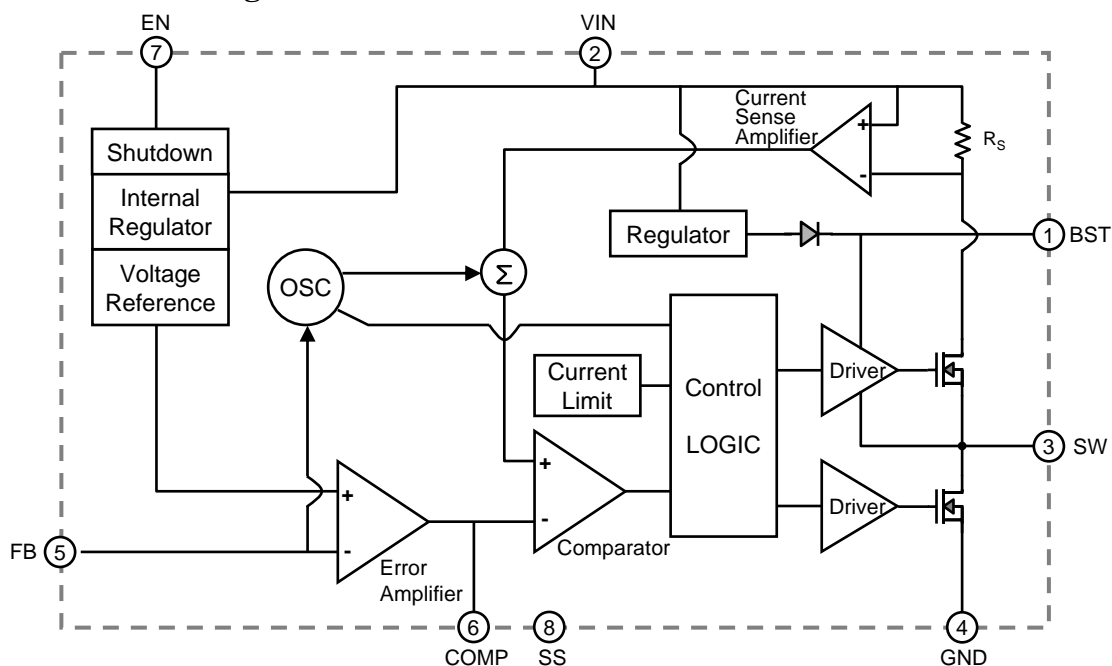 EN
VIN
7
2
Current
Sense
Amplifier
+
-
RS
Shutdown
Internal
Regulator
Voltage
Reference
Regulator
1
BST
OSC
Σ
Current
Limit
Control
LOGIC
Driver
3
SW
Driver
+
-
Comparator
+
-
FB
5
Error
Amplifier
6
8
4
COMP
SS
GND